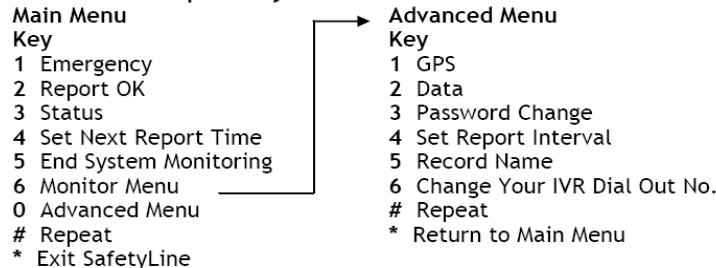 Main Menu
Key
1 Emergency
2 Report OK
3 Status
4 Set Next Report Time
5 End System Monitoring
6 Monitor Menu
0 Advanced Menu
# Repeat
* Exit SafetyLine
Advanced Menu
Key
1 GPS
2 Data
3 Password Change
4 Set Report Interval
5 Record Name
6 Change Your IVR Dial Out No.
# Repeat
* Return to Main Menu